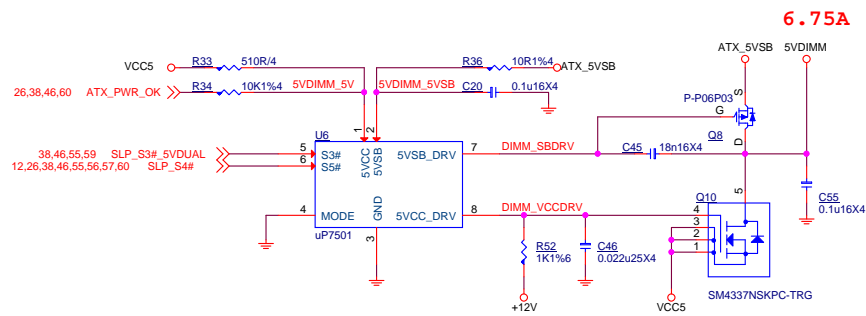 6.75A
VCC5 R33 510R/4 R36 10R1%4 ATX_5VSB ATX_5VSB 5VDIMM
26,38,46,60 ATX_PWR_OK R34 10K1%4 5VDIMM_5V 5VDIMM_5VSB C20 0.1u16X4
P-P06P03
S
G
D
Q8
U6
1 2
5VCC 5VSB
38,46,55,59 SLP_S3#_5VDUAL 5 S3# 5VSB_DRV 7 DIMM_SBDRV C45 18n16X4
12,26,38,46,55,56,57,60 SLP_S4# 6 S5#
4 MODE GND 5VCC_DRV 8 DIMM_VCCDRV
uP7501 3
R52
1K1%6
+12V
C46
0.022u25X4
Q10
5
4
3
2
1
VCC5
SM4337NSKPC-TRG
C55
0.1u16X4